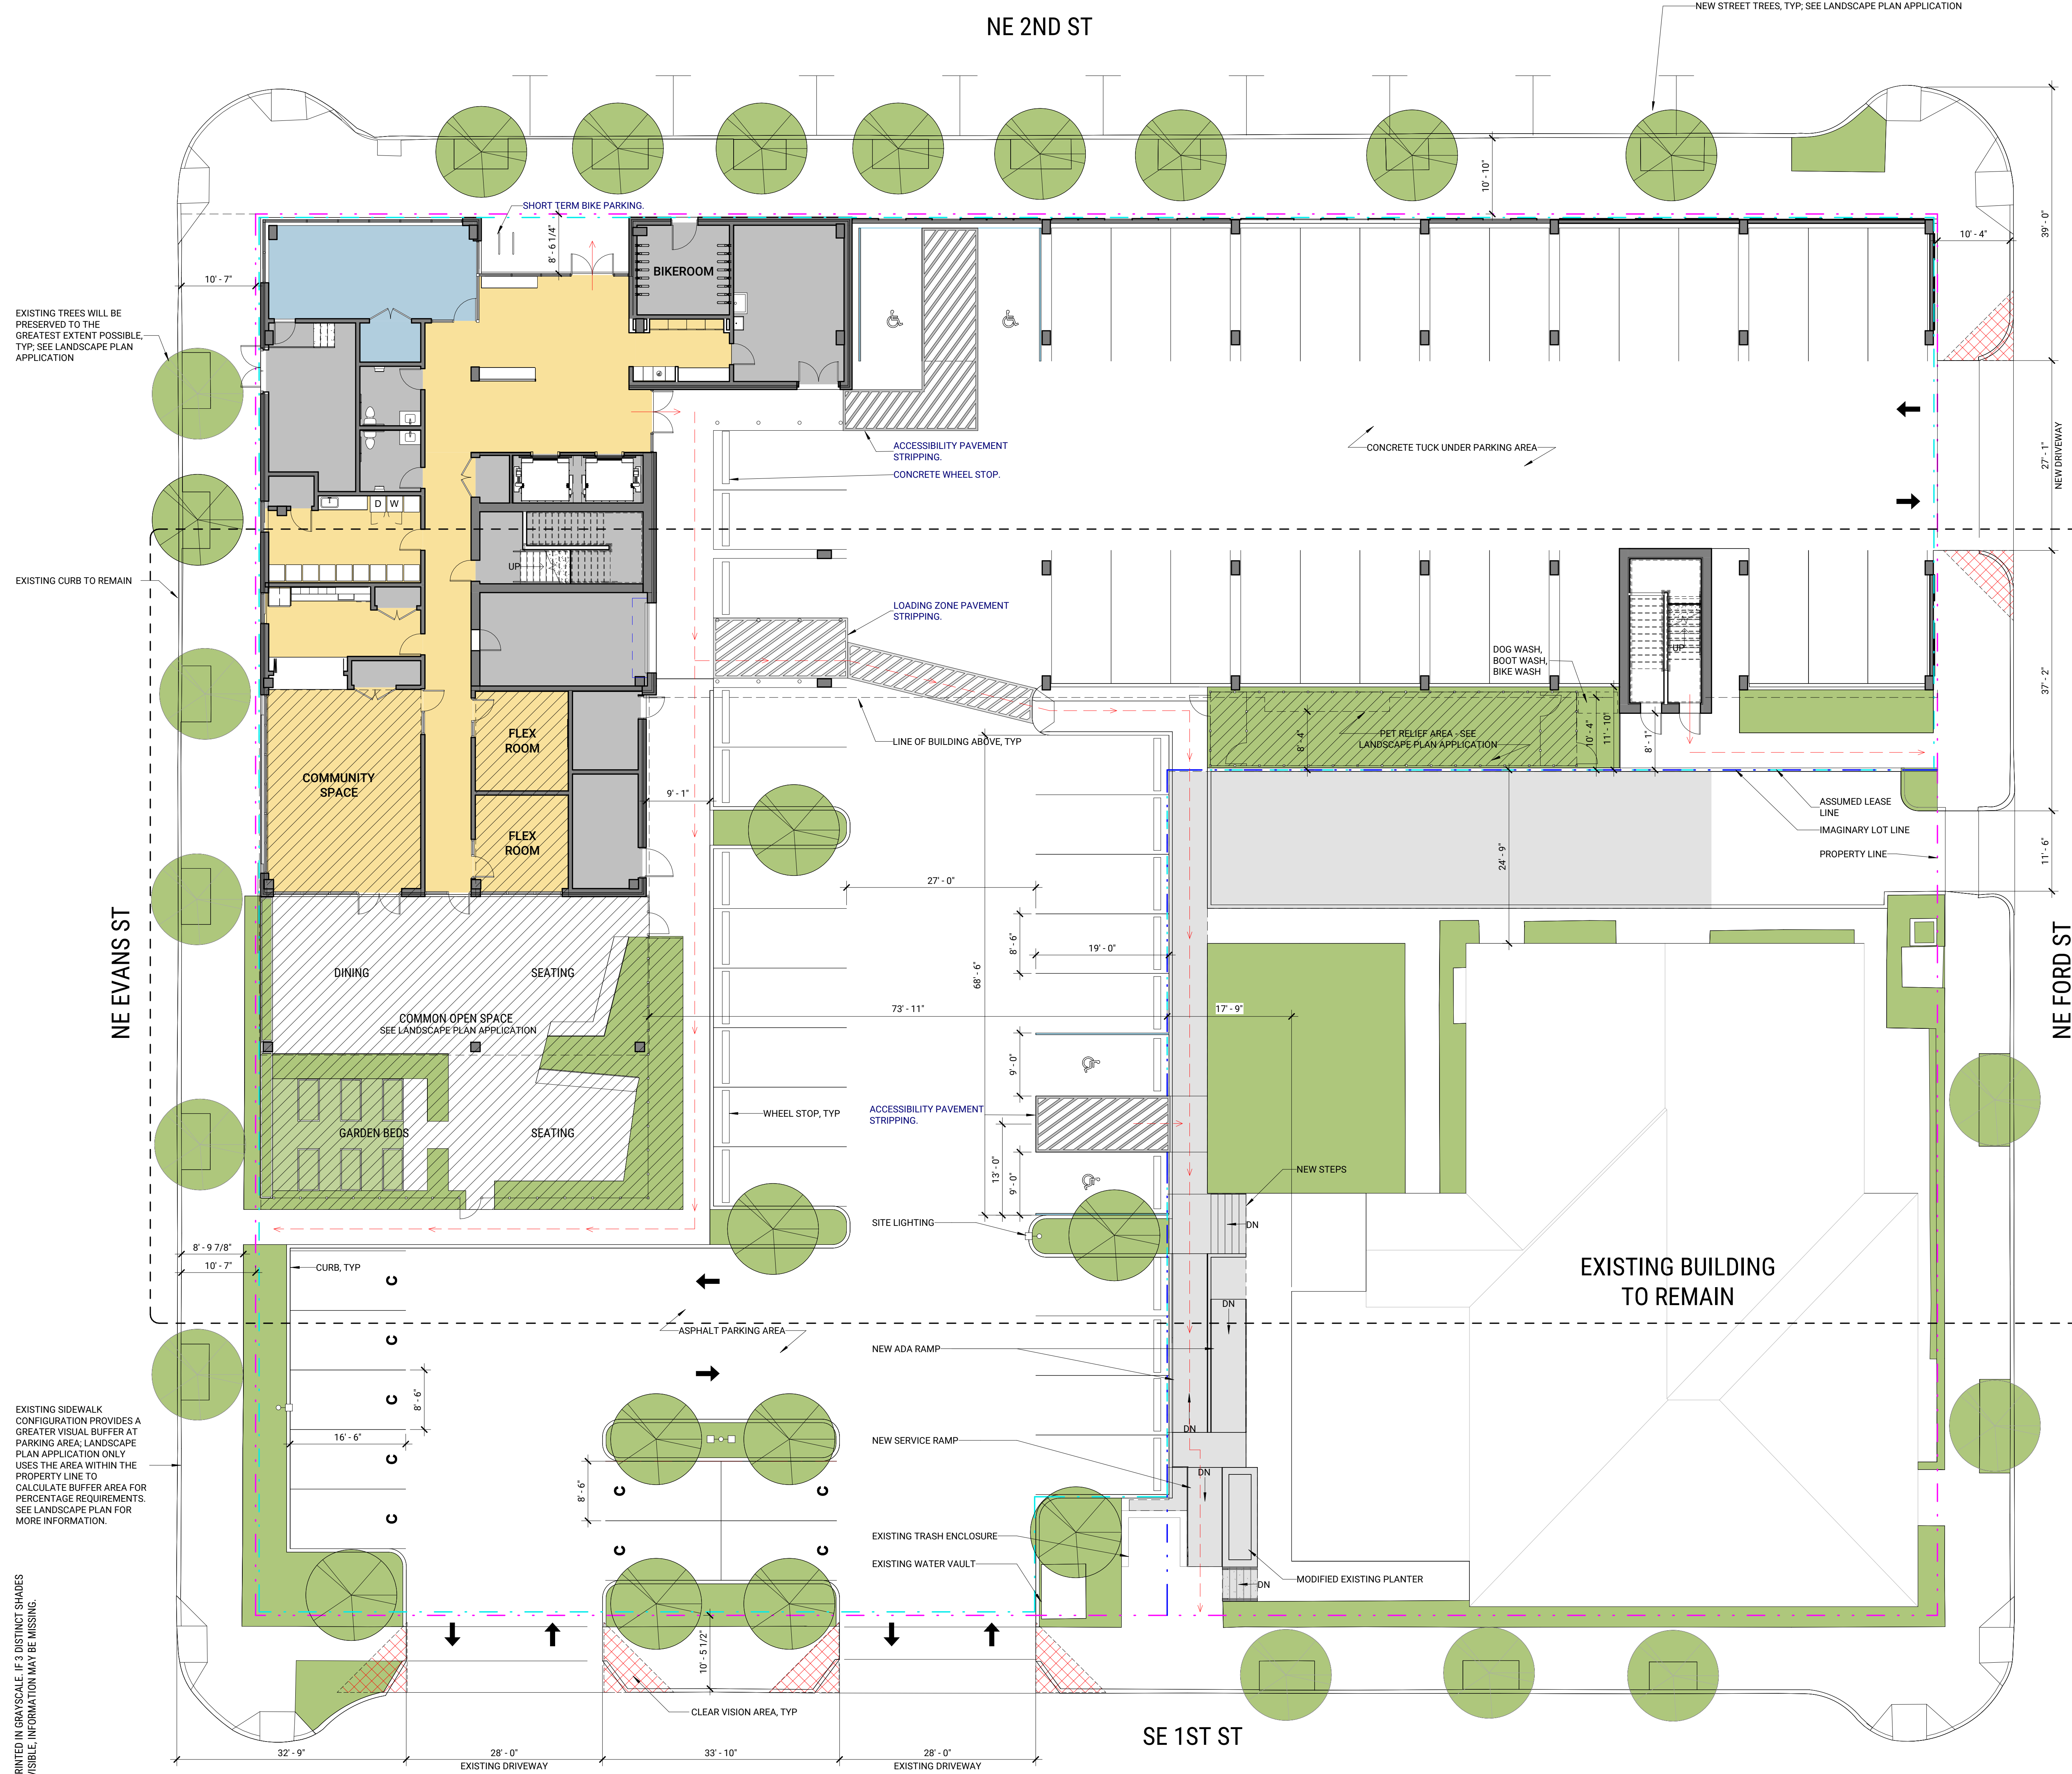 NEW STREET TREES, TYP; SEE LANDSCAPE PLAN APPLICATION
NE 2ND ST
10' - 10"
39' - 0"
SHORT TERM BIKE PARKING.
8' - 6 1/4"
10' - 4"
BIKEROOM
10' - 7"
EXISTING TREES WILL BE
PRESERVED TO THE
GREATEST EXTENT POSSIBLE,
TYP; SEE LANDSCAPE PLAN
APPLICATION
ACCESSIBILITY PAVEMENT
STRIPPING.
CONCRETE WHEEL STOP.
CONCRETE TUCK UNDER PARKING AREA
27' - 1"
NEW DRIVEWAY
D W
UP
EXISTING CURB TO REMAIN
LOADING ZONE PAVEMENT
STRIPPING.
DOG WASH,
BOOT WASH,
BIKE WASH
UP
37' - 2"
FLEX
ROOM
LINE OF BUILDING ABOVE, TYP
8' - 4"
PET RELIEF AREA - SEE
LANDSCAPE PLAN APPLICATION
10' - 4"
11' - 10"
8' - 1"
COMMUNITY
SPACE
9' - 1"
FLEX
ROOM
ASSUMED LEASE
LINE
IMAGINARY LOT LINE
PROPERTY LINE
24' - 9"
11' - 6"
27' - 0"
8' - 6"
19' - 0"
68' - 6"
NE EVANS ST
NE FORD ST
DINING
SEATING
COMMON OPEN SPACE
SEE LANDSCAPE PLAN APPLICATION
73' - 11"
17' - 9"
9' - 0"
WHEEL STOP, TYP
ACCESSIBILITY PAVEMENT
STRIPPING.
GARDEN BEDS
SEATING
13' - 0"
9' - 0"
NEW STEPS
SITE LIGHTING
DN
8' - 9 7/8"
10' - 7"
CURB, TYP
C
EXISTING BUILDING
TO REMAIN
DN
ASPHALT PARKING AREA
C
NEW ADA RAMP
8' - 6"
C
EXISTING SIDEWALK
CONFIGURATION PROVIDES A
GREATER VISUAL BUFFER AT
PARKING AREA; LANDSCAPE
PLAN APPLICATION ONLY
USES THE AREA WITHIN THE
PROPERTY LINE TO
CALCULATE BUFFER AREA FOR
PERCENTAGE REQUIREMENTS.
SEE LANDSCAPE PLAN FOR
MORE INFORMATION.
16' - 6"
DN
NEW SERVICE RAMP
C
DN
8' - 6"
C C
C
EXISTING TRASH ENCLOSURE
C C
EXISTING WATER VAULT
MODIFIED EXISTING PLANTER
DN
RINTED IN GRAYSCALE. IF 3 DISTINCT SHADES
VISIBLE, INFORMATION MAY BE MISSING.
10' - 5 1/2"
CLEAR VISION AREA, TYP
SE 1ST ST
32' - 9"
28' - 0"
EXISTING DRIVEWAY
33' - 10"
28' - 0"
EXISTING DRIVEWAY